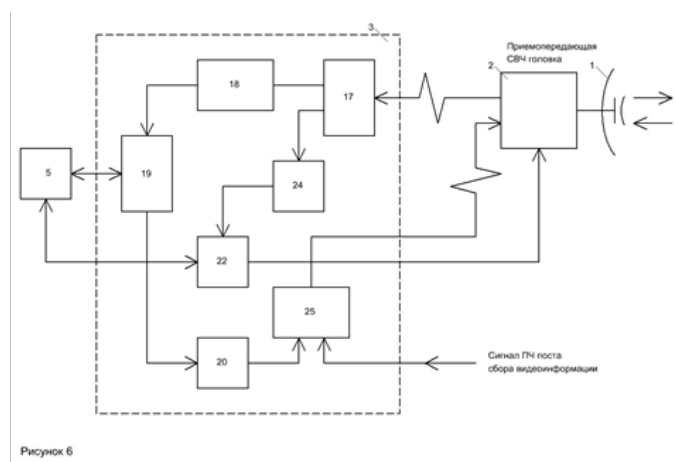 3
Приемопередающая
СВЧ головка
2
1
18
17
5
19
24
22
25
20
Сигнал ПЧ поста
сбора видеоинформации
Рисунок 6